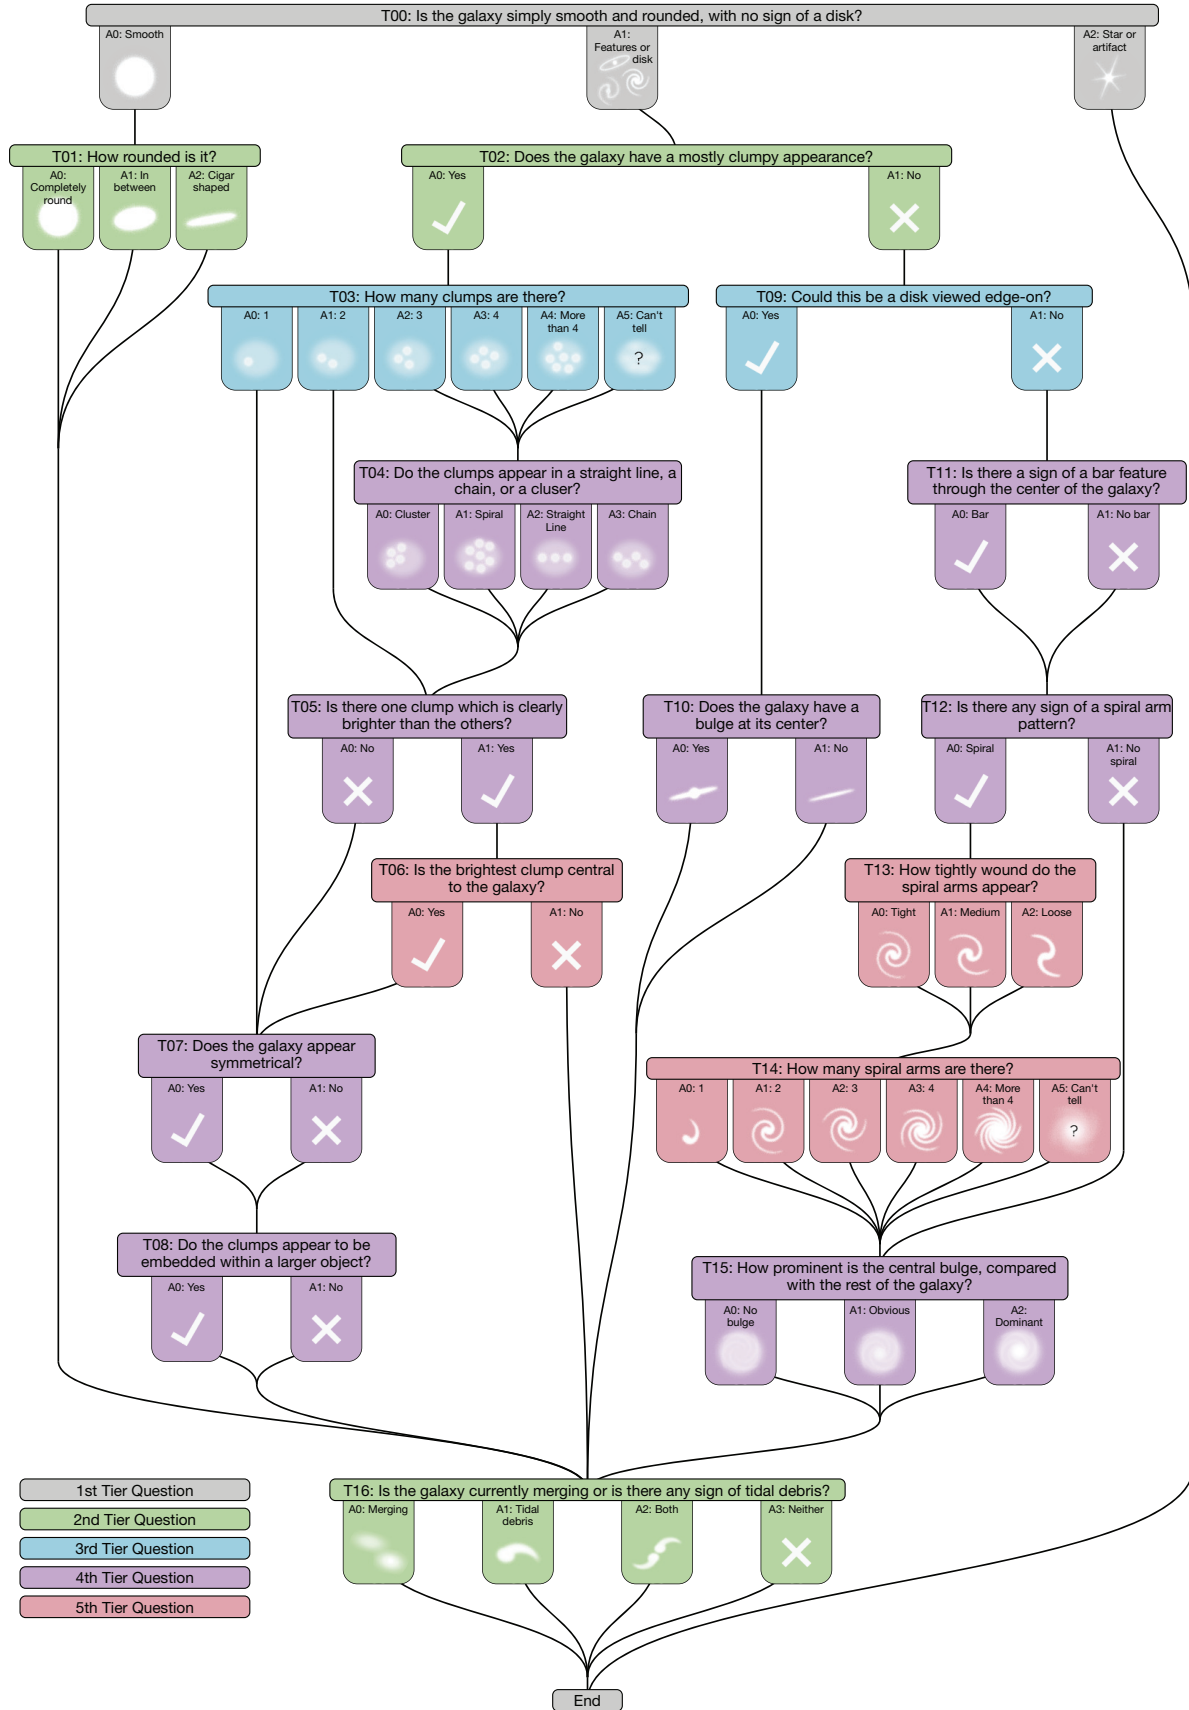 T00: Is the galaxy simply smooth and rounded, with no sign of a disk?
A0: Smooth
A1:
Features or
disk
A2: Star or
artifact
T01: How rounded is it?
A0:
Completely
round
A1: In
between
A2: Cigar
shaped
T02: Does the galaxy have a mostly clumpy appearance?
A0: Yes
A1: No
T03: How many clumps are there?
A0: 1
A1: 2
A2: 3
A3: 4
A4: More
than 4
A5: Can't
tell
?
T09: Could this be a disk viewed edge-on?
A0: Yes
A1: No
T04: Do the clumps appear in a straight line, a
chain, or a cluser?
A0: Cluster
A1: Spiral
A2: Straight
Line
A3: Chain
T11: Is there a sign of a bar feature
through the center of the galaxy?
A0: Bar
A1: No bar
T05: Is there one clump which is clearly
brighter than the others?
A0: No
A1: Yes
T10: Does the galaxy have a
bulge at its center?
A0: Yes
A1: No
T12: Is there any sign of a spiral arm
pattern?
A0: Spiral
A1: No
spiral
T06: Is the brightest clump central
to the galaxy?
A0: Yes
A1: No
T13: How tightly wound do the
spiral arms appear?
A0: Tight
A1: Medium
A2: Loose
T07: Does the galaxy appear
symmetrical?
A0: Yes
A1: No
T14: How many spiral arms are there?
A0: 1
A1: 2
A2: 3
A3: 4
A4: More
than 4
A5: Can't
tell
?
T08: Do the clumps appear to be
embedded within a larger object?
A0: Yes
A1: No
T15: How prominent is the central bulge, compared
with the rest of the galaxy?
A0: No
bulge
A1: Obvious
A2:
Dominant
T16: Is the galaxy currently merging or is there any sign of tidal debris?
A0: Merging
A1: Tidal
debris
A2: Both
A3: Neither
1st Tier Question
2nd Tier Question
3rd Tier Question
4th Tier Question
5th Tier Question
End